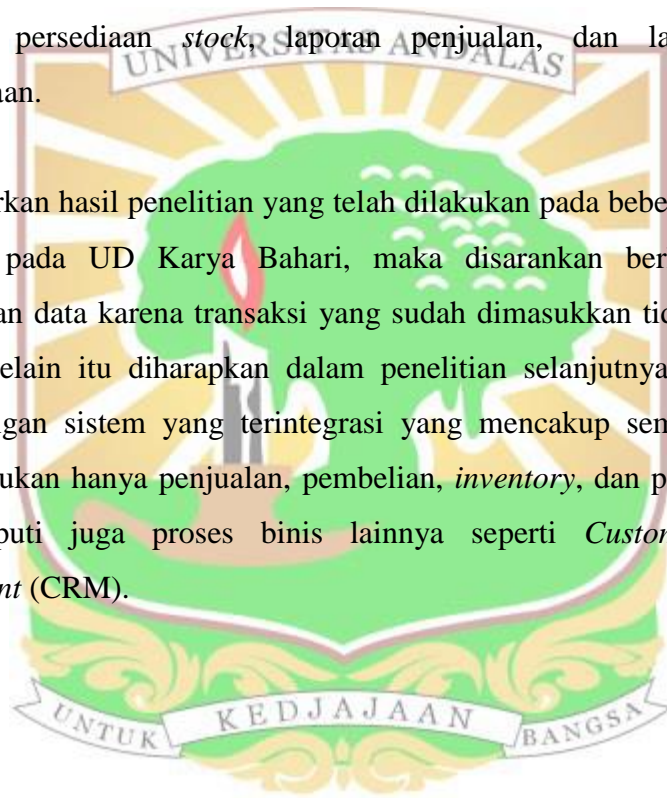 persediaan stock, laporan penjualan, dan la
UNIVERSITAS ANDALAS
aan.
rkan hasil penelitian yang telah dilakukan pada bebe
pada UD Karya Bahari, maka disarankan ber
an data karena transaksi yang sudah dimasukkan tid
elain itu diharapkan dalam penelitian selanjutnya
ngan sistem yang terintegrasi yang mencakup sem
ukan hanya penjualan, pembelian, inventory, dan p
puti juga proses binis lainnya seperti Custor
nt (CRM).
UNTUK KEDJAJAAN BANGSA